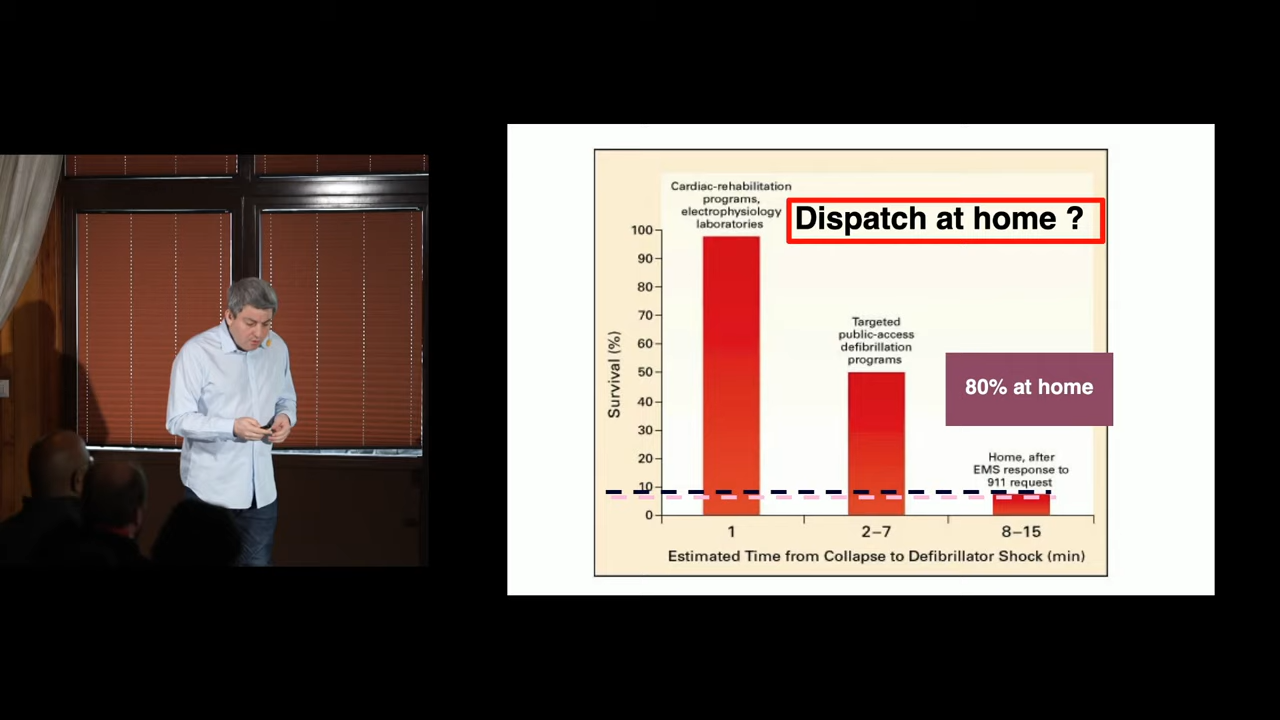 Cardiac-rehabilitation
programs,
electrophysiology
laboratories
Dispatch at home ?
Targeted
public-access
defibrillation
programs
80% at home
Home, after
EMS response to
911 request
Survival (%)
100
90
80
70
60
50
40
30
20
10
0
1
2–7
8–15
Estimated Time from Collapse to Defibrillator Shock (min)